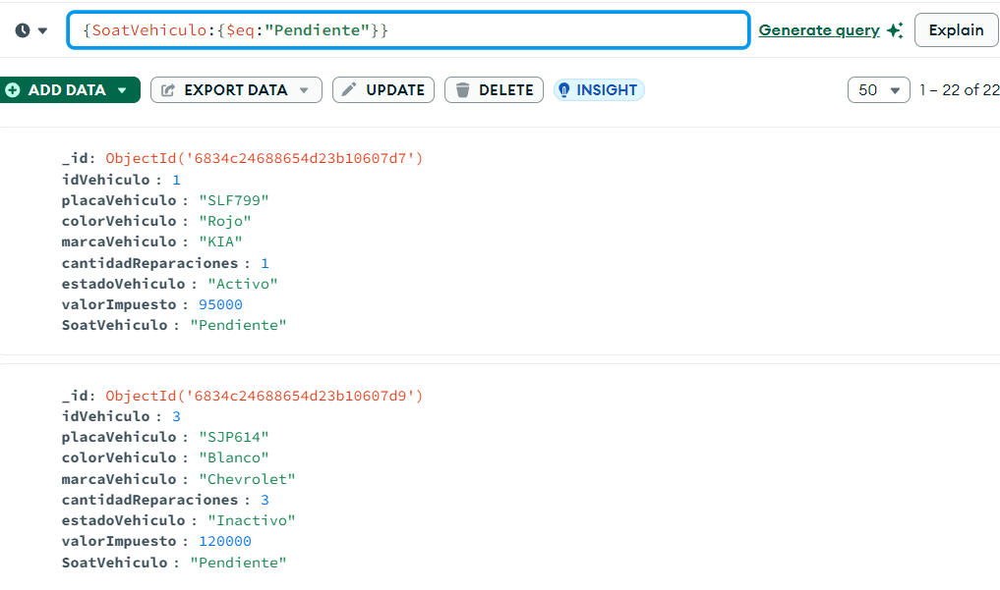 {SoatVehiculo:{$eq:"Pendiente"}}
Generate query
Explain
ADD DATA
EXPORT DATA
UPDATE
DELETE
INSIGHT
50
1 – 22 of 22
_id: ObjectId('6834c24688654d23b10607d7')
idVehiculo : 1
placaVehiculo : "SLF799"
colorVehiculo : "Rojo"
marcaVehiculo : "KIA"
cantidadReparaciones : 1
estadoVehiculo : "Activo"
valorImpuesto : 95000
SoatVehiculo : "Pendiente"
_id: ObjectId('6834c24688654d23b10607d9')
idVehiculo : 3
placaVehiculo : "SJP614"
colorVehiculo : "Blanco"
marcaVehiculo : "Chevrolet"
cantidadReparaciones : 3
estadoVehiculo : "Inactivo"
valorImpuesto : 120000
SoatVehiculo : "Pendiente"